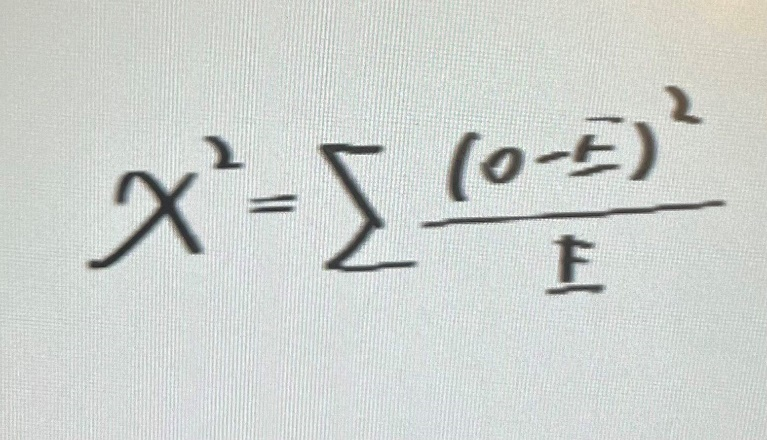 χ² = Σ (O-E)² / E